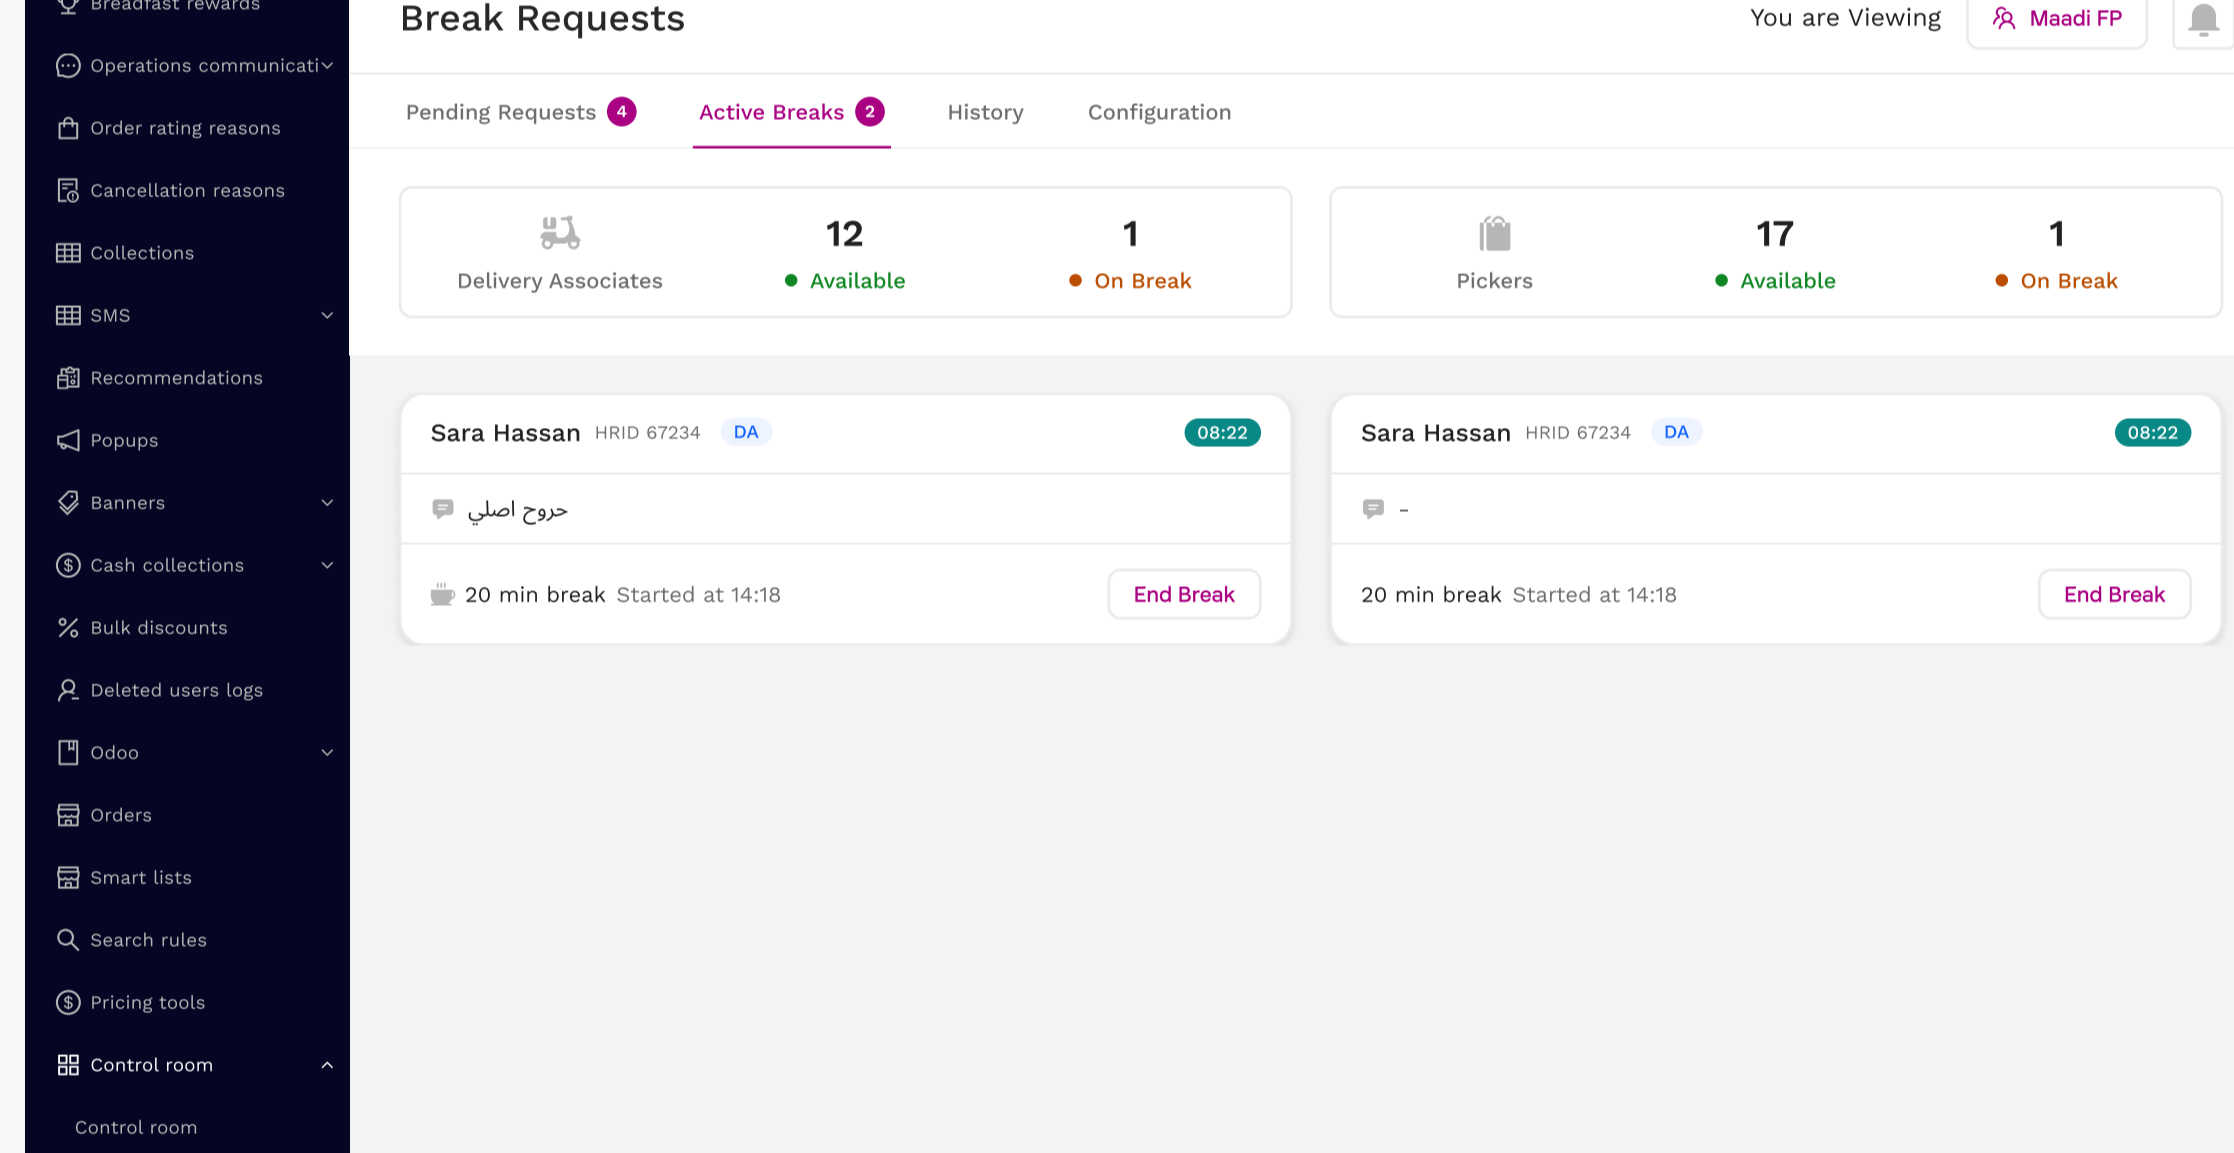 Breadfast rewards
Operations communicati
Order rating reasons
Cancellation reasons
Collections
SMS
Recommendations
Popups
Banners
Cash collections
Bulk discounts
Deleted users logs
Odoo
Orders
Smart lists
Search rules
Pricing tools
Control room
Control room
Break Requests
You are Viewing Maadi FP
Pending Requests 4 Active Breaks 2 History Configuration
Delivery Associates 12 Available 1 On Break
Pickers 17 Available 1 On Break
Sara Hassan HRID 67234 DA 08:22
حروح اصلي
20 min break Started at 14:18 End Break
Sara Hassan HRID 67234 DA 08:22
-
20 min break Started at 14:18 End Break